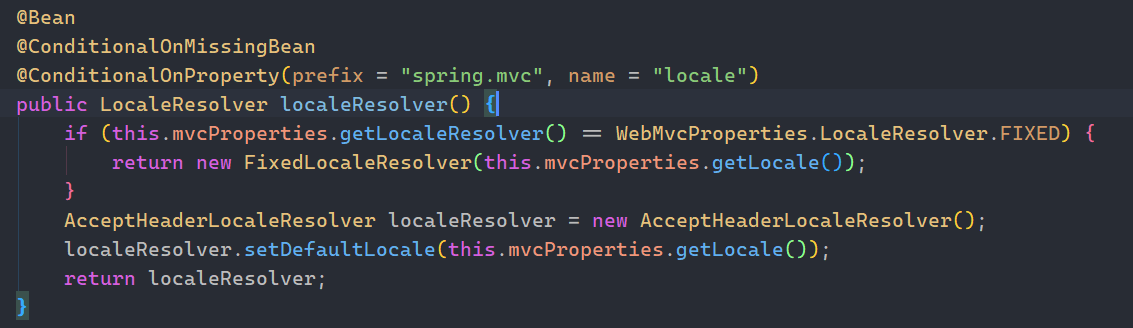 @Bean
@ConditionalOnMissingBean
@ConditionalOnProperty(prefix = "spring.mvc", name = "locale")
public LocaleResolver localeResolver() {
    if (this.mvcProperties.getLocaleResolver() == WebMvcProperties.LocaleResolver.FIXED) {
        return new FixedLocaleResolver(this.mvcProperties.getLocale());
    }
    AcceptHeaderLocaleResolver localeResolver = new AcceptHeaderLocaleResolver();
    localeResolver.setDefaultLocale(this.mvcProperties.getLocale());
    return localeResolver;
}